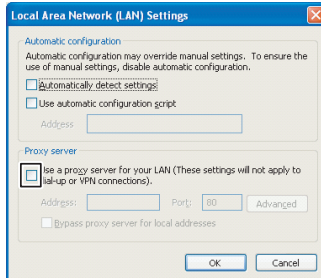 Local Area Network (LAN) Settings
Automatic configuration
Automatic configuration may override manual settings. To ensure the
use of manual settings, disable automatic configuration.
Automatically detect settings
Use automatic configuration script
Address
Proxy server
Use a proxy server for your LAN (These settings will not apply to
dial-up or VPN connections).
Address:
Port:
80
Advanced
Bypass proxy server for local addresses
OK
Cancel